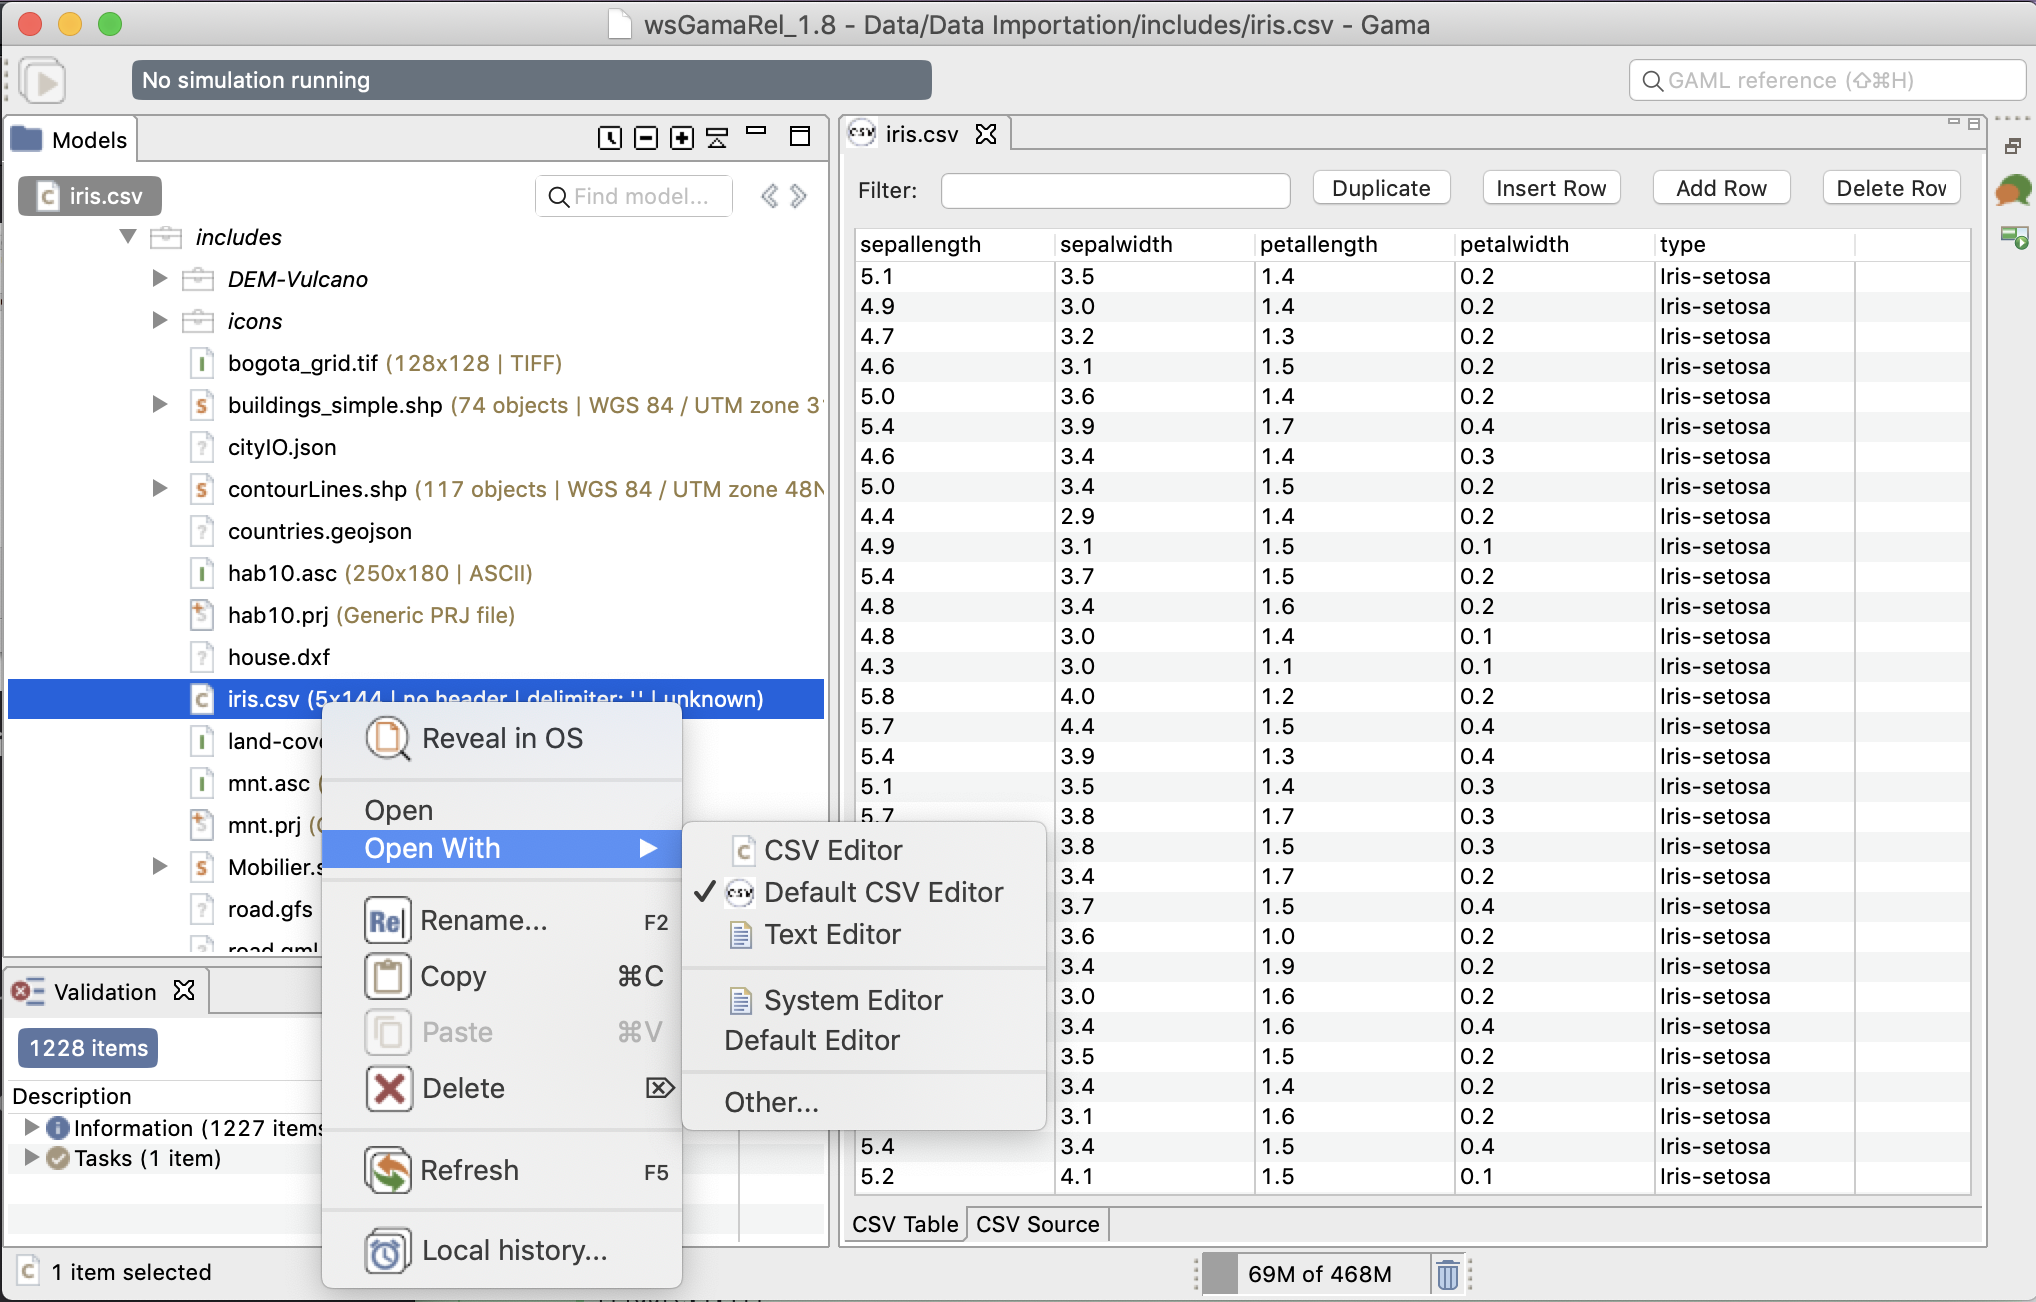 wsGamaRel_1.8 - Data/Data Importation/includes/iris.csv - Gama
No simulation running
GAML reference (⇧⌘H)
Models
iris.csv
Find model...
includes
DEM-Vulcano
icons
bogota_grid.tif (128x128 | TIFF)
buildings_simple.shp (74 objects | WGS 84 / UTM zone 3
cityIO.json
contourLines.shp (117 objects | WGS 84 / UTM zone 48N
countries.geojson
hab10.asc (250x180 | ASCII)
hab10.prj (Generic PRJ file)
house.dxf
iris.csv (5x144 | no header | delimiter: '' | unknown)
land-cov
mnt.asc (
mnt.prj (
Mobilier.s
road.gfs
road.gml
Reveal in OS
Open
Open With
Rename... F2
Copy ⌘C
Paste ⌘V
Delete ⌦
Refresh F5
Local history...
CSV Editor
✓ Default CSV Editor
Text Editor
System Editor
Default Editor
Other...
Validation
1228 items
Description
Information (1227 items
Tasks (1 item)
1 item selected
iris.csv
Filter:
Duplicate
Insert Row
Add Row
Delete Row
sepallength sepalwidth petallength petalwidth type
5.1 3.5 1.4 0.2 Iris-setosa
4.9 3.0 1.4 0.2 Iris-setosa
4.7 3.2 1.3 0.2 Iris-setosa
4.6 3.1 1.5 0.2 Iris-setosa
5.0 3.6 1.4 0.2 Iris-setosa
5.4 3.9 1.7 0.4 Iris-setosa
4.6 3.4 1.4 0.3 Iris-setosa
5.0 3.4 1.5 0.2 Iris-setosa
4.4 2.9 1.4 0.2 Iris-setosa
4.9 3.1 1.5 0.1 Iris-setosa
5.4 3.7 1.5 0.2 Iris-setosa
4.8 3.4 1.6 0.2 Iris-setosa
4.8 3.0 1.4 0.1 Iris-setosa
4.3 3.0 1.1 0.1 Iris-setosa
5.8 4.0 1.2 0.2 Iris-setosa
5.7 4.4 1.5 0.4 Iris-setosa
5.4 3.9 1.3 0.4 Iris-setosa
5.1 3.5 1.4 0.3 Iris-setosa
5.7 3.8 1.7 0.3 Iris-setosa
3.8 1.5 0.3 Iris-setosa
3.4 1.7 0.2 Iris-setosa
3.7 1.5 0.4 Iris-setosa
3.6 1.0 0.2 Iris-setosa
3.4 1.9 0.2 Iris-setosa
3.0 1.6 0.2 Iris-setosa
3.4 1.6 0.4 Iris-setosa
3.5 1.5 0.2 Iris-setosa
3.4 1.4 0.2 Iris-setosa
3.1 1.6 0.2 Iris-setosa
5.4 3.4 1.5 0.4 Iris-setosa
5.2 4.1 1.5 0.1 Iris-setosa
CSV Table
CSV Source
69M of 468M